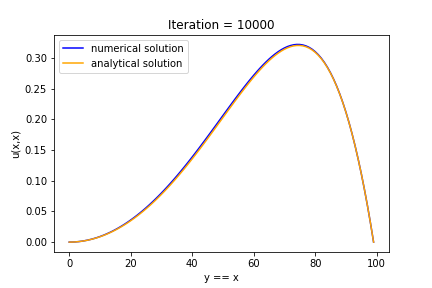 Iteration = 10000
numerical solution
analytical solution
u(x,x)
0.30
0.25
0.20
0.15
0.10
0.05
0.00
0 20 40 60 80 100
y == x